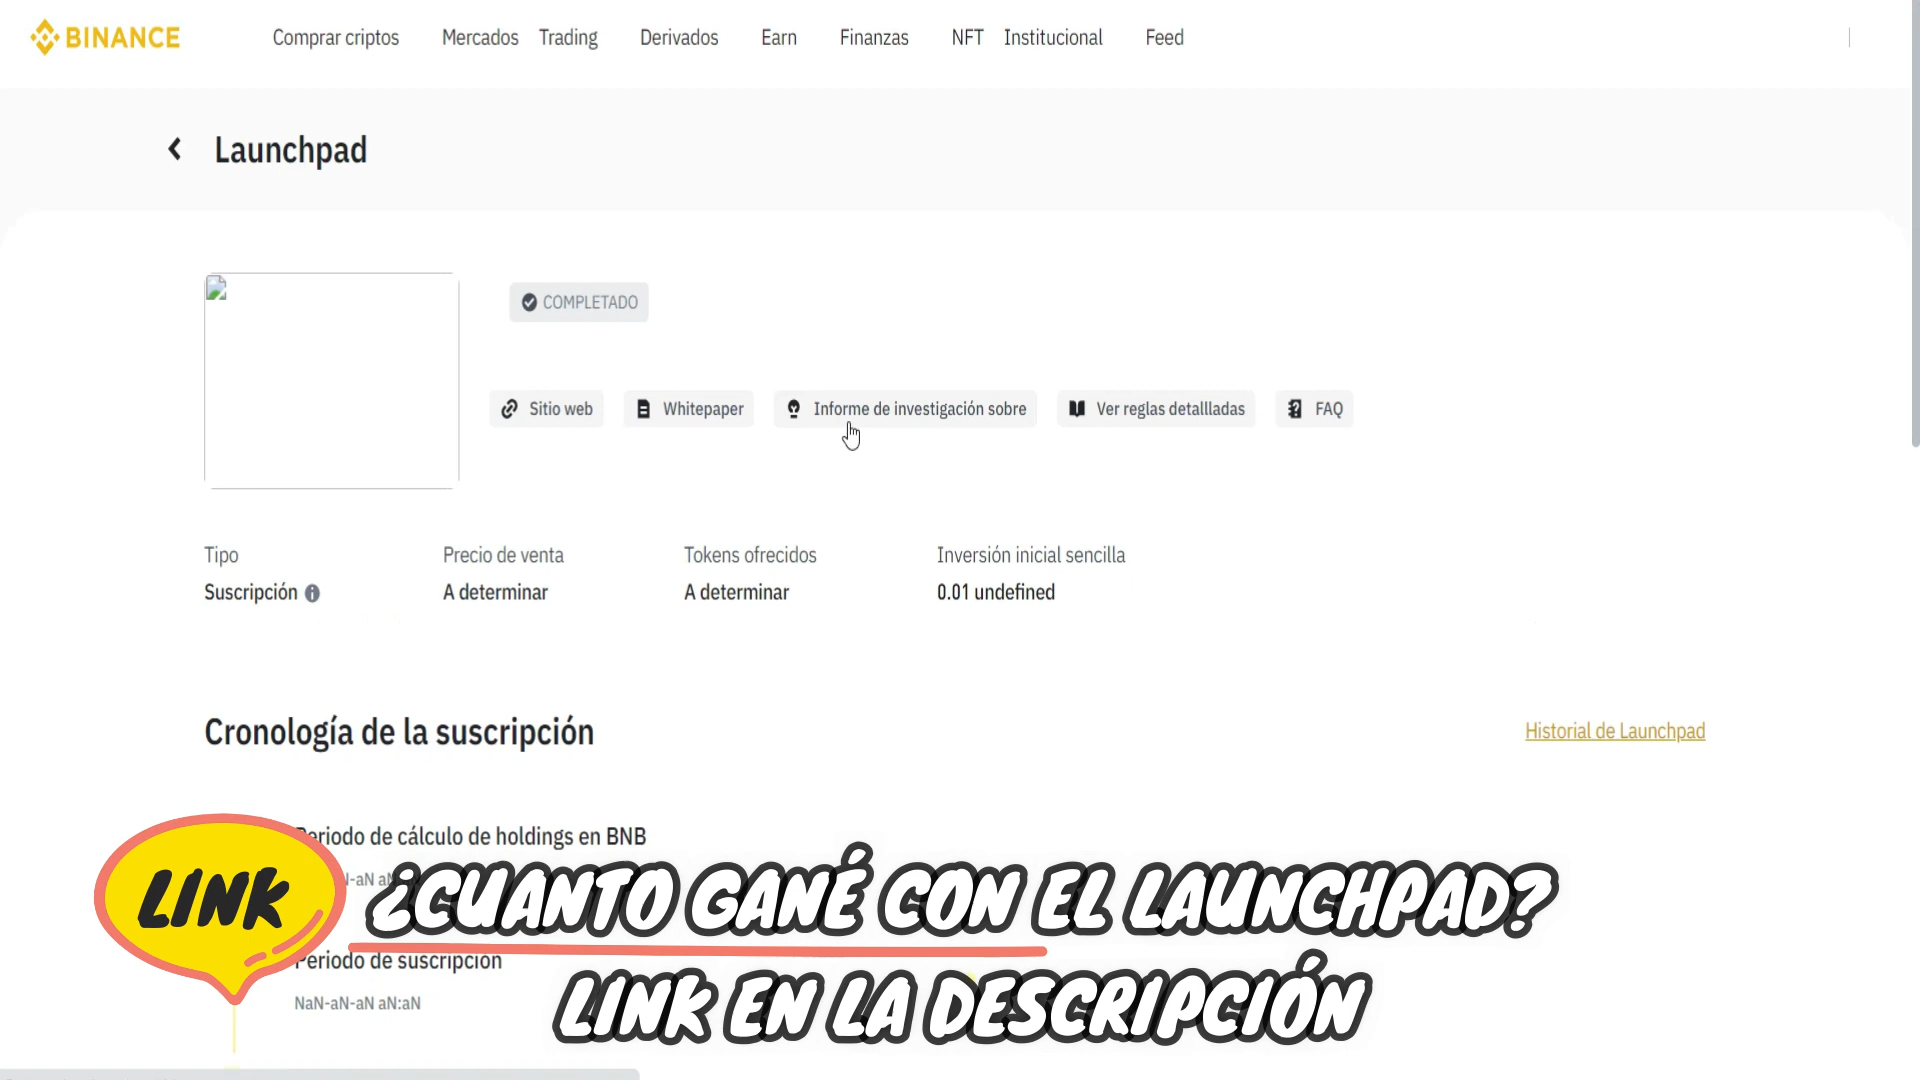 BINANCE Comprar criptos Mercados Trading Derivados Earn Finanzas NFT Institucional Feed
Launchpad
COMPLETADO
Sitio web Whitepaper Informe de investigación sobre Ver reglas detallladas FAQ
Tipo Precio de venta Tokens ofrecidos Inversión inicial sencilla
Suscripción A determinar A determinar 0.01 undefined
Cronología de la suscripción Historial de Launchpad
Periodo de cálculo de holdings en BNB
LINK ¿CUANTO GANÉ CON EL LAUNCHPAD?
Periodo de suscripción
LINK EN LA DESCRIPCIÓN
NaN-aN-aN aN:aN